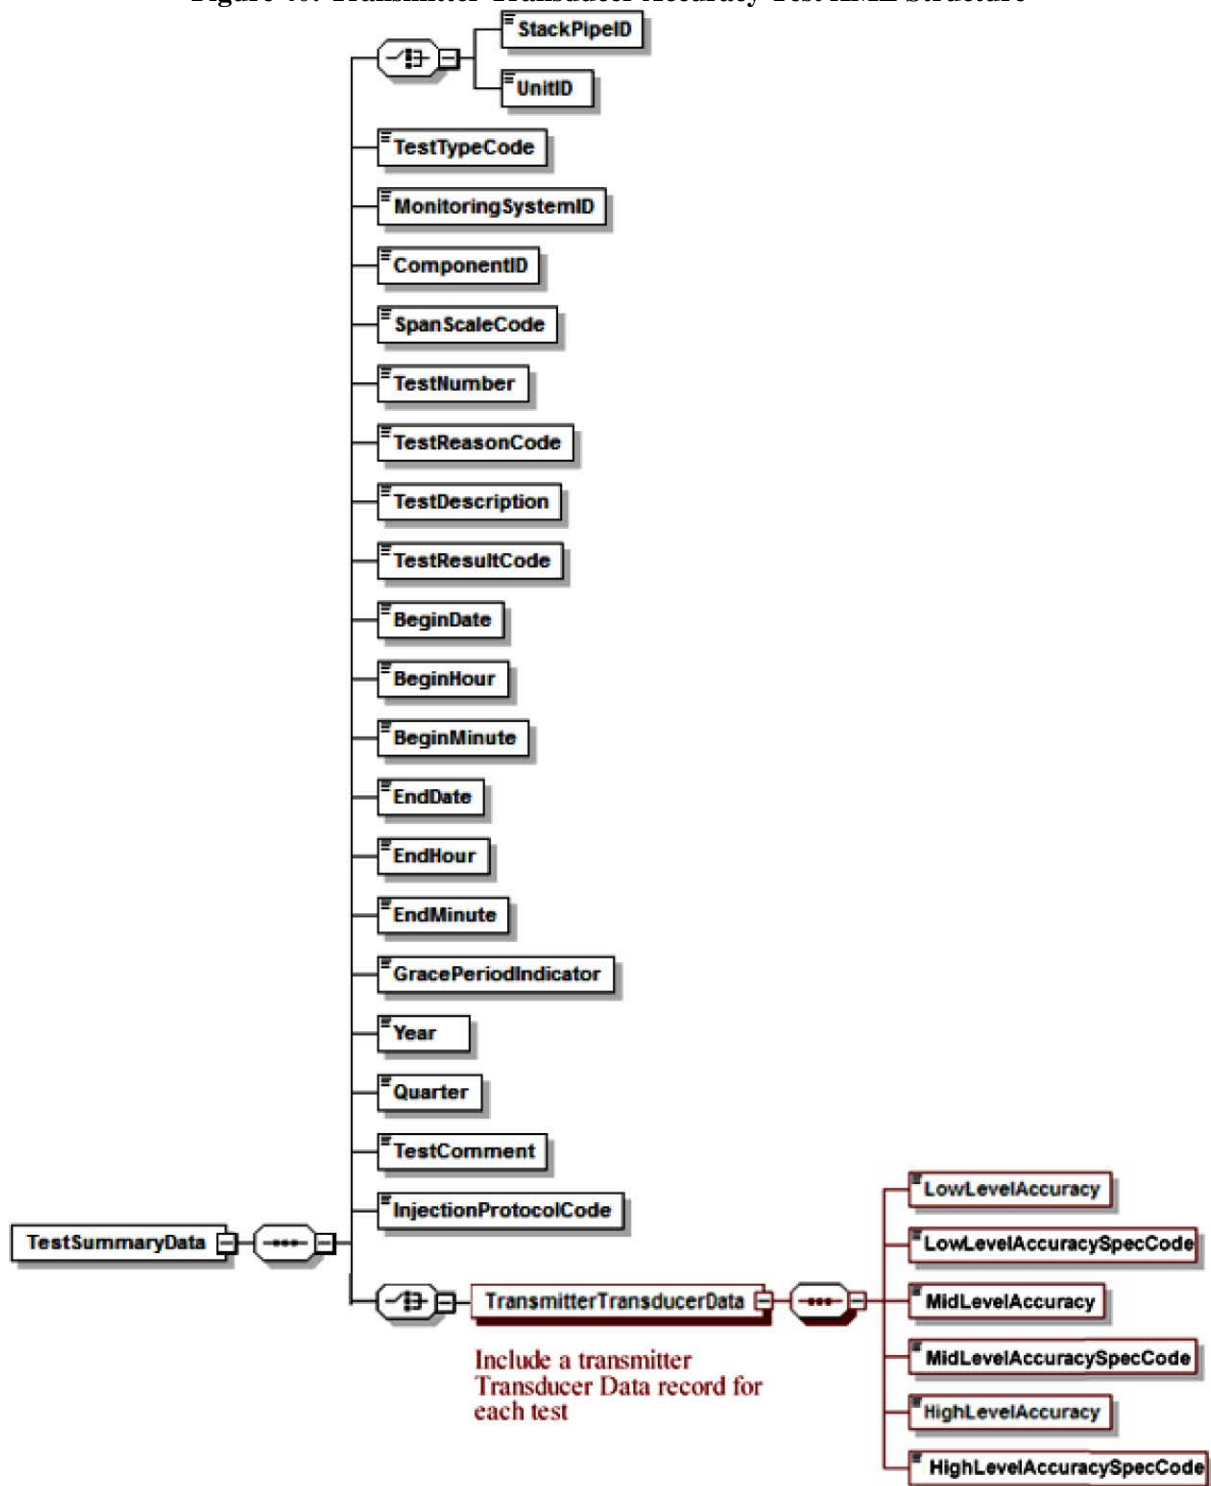 StackPipeID
UnitID
TestTypeCode
MonitoringSystemID
ComponentID
SpanScaleCode
TestNumber
TestReasonCode
TestDescription
TestResultCode
BeginDate
BeginHour
BeginMinute
EndDate
EndHour
EndMinute
GracePeriodIndicator
Year
Quarter
TestComment
InjectionProtocolCode
TestSummaryData
TransmitterTransducerData
Include a transmitter
Transducer Data record for
each test
LowLevelAccuracy
LowLevelAccuracySpecCode
MidLevelAccuracy
MidLevelAccuracySpecCode
HighLevelAccuracy
HighLevelAccuracySpecCode